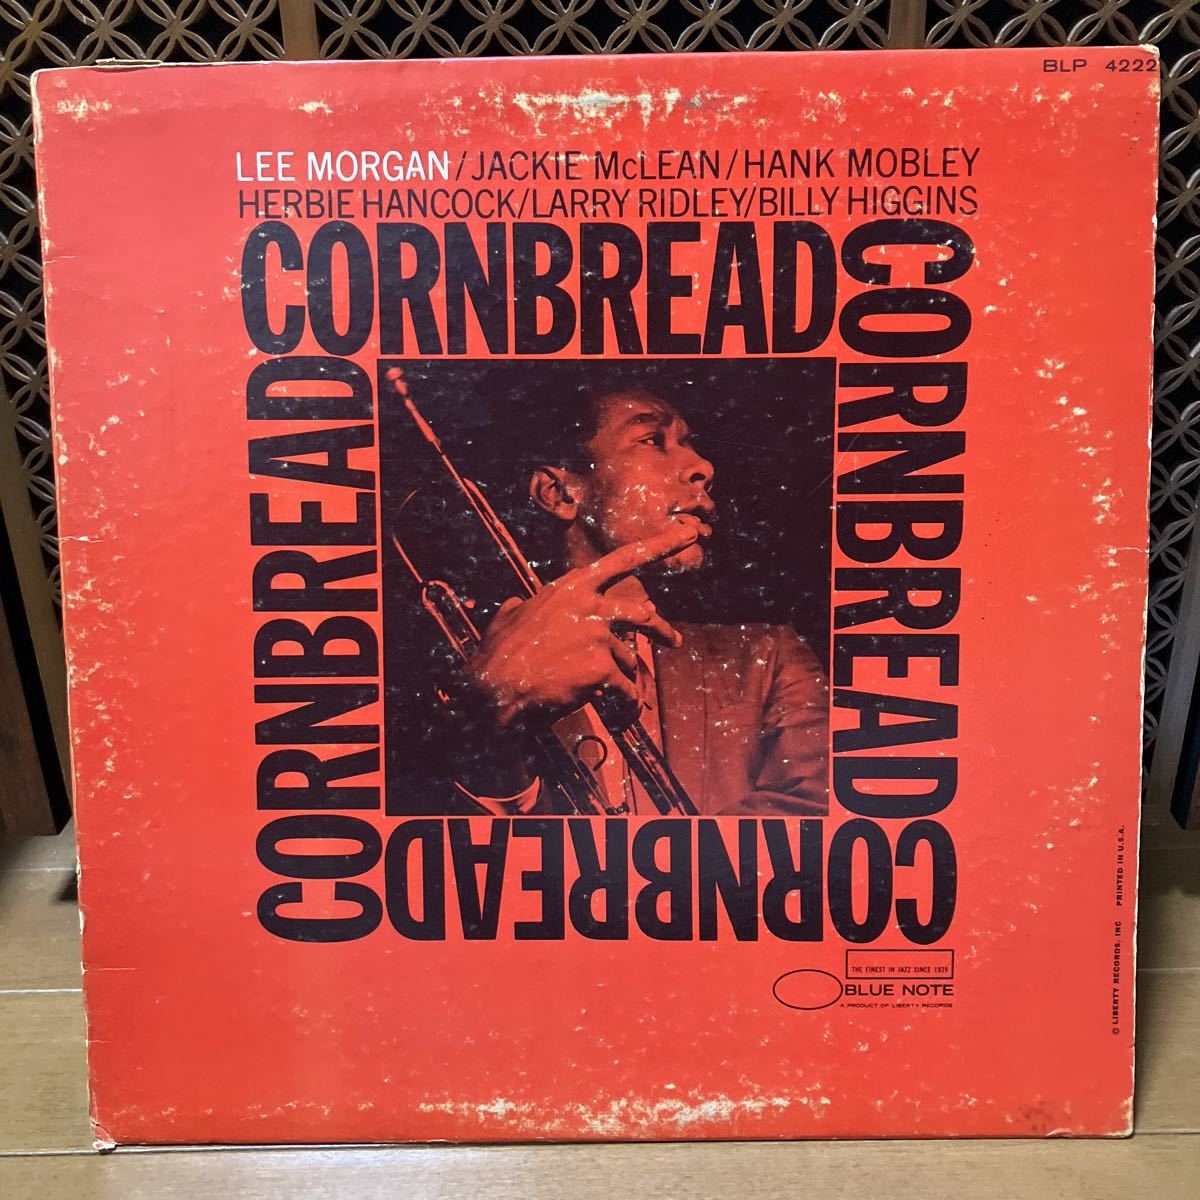 BLP 4222
LEE MORGAN/JACKIE McLEAN/HANK MOBLEY
HERBIE HANCOCK/LARRY RIDLEY/BILLY HIGGINS
CORNBREAD
CORNBREAD
CORNBREAD
CORNBREAD
THE FINEST IN JAZZ SINCE 1939
BLUE NOTE
A PRODUCT OF LIBERTY RECORDS
© LIBERTY RECORDS, INC PRINTED IN U.S.A.